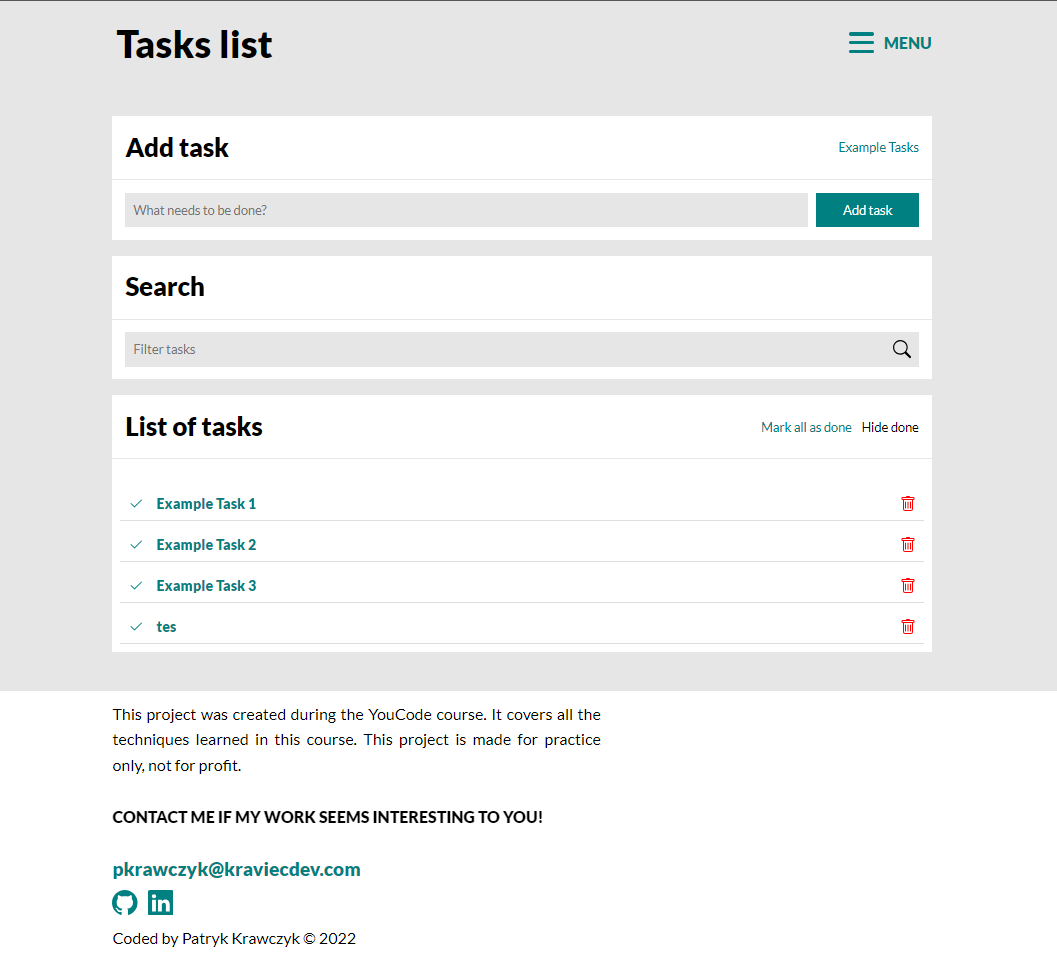 Tasks list
MENU
Add task
Example Tasks
What needs to be done?
Add task
Search
Filter tasks
List of tasks
Mark all as done Hide done
Example Task 1
Example Task 2
Example Task 3
tes
This project was created during the YouCode course. It covers all the
techniques learned in this course. This project is made for practice
only, not for profit.
CONTACT ME IF MY WORK SEEMS INTERESTING TO YOU!
pkrawczyk@kraviecdev.com
in
Coded by Patryk Krawczyk © 2022